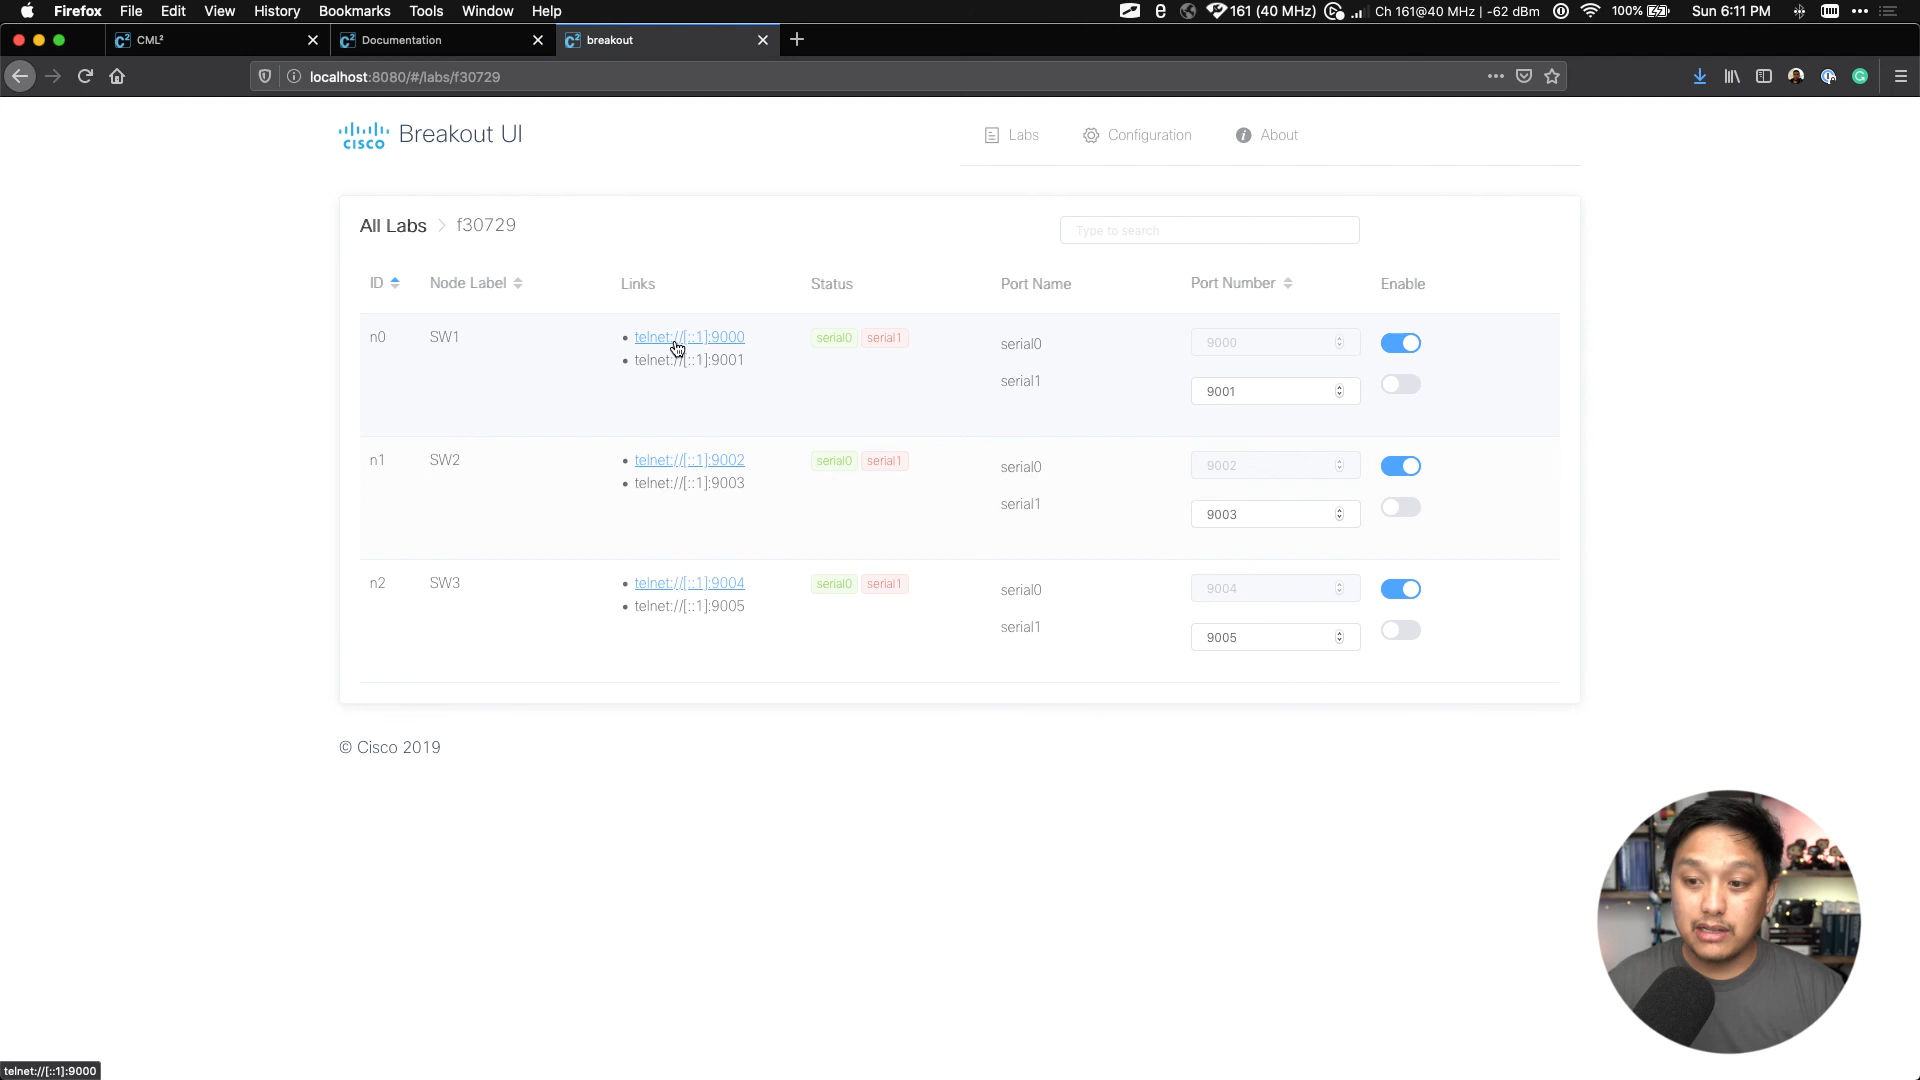 Firefox File Edit View History Bookmarks Tools Window Help 161 (40 MHz) Ch 161@40 MHz | -62 dBm 100% Sun 6:11 PM
CML² Documentation breakout
localhost:8080/#/labs/f30729
CISCO Breakout UI Labs Configuration About
All Labs f30729 Type to search
ID Node Label Links Status Port Name Port Number Enable
n0 SW1 telnet://[::1]:9000 serial0 serial1 serial0 9000
telnet://[::1]:9001
serial1 9001
n1 SW2 telnet://[::1]:9002 serial0 serial1 serial0 9002
telnet://[::1]:9003
serial1 9003
n2 SW3 telnet://[::1]:9004 serial0 serial1 serial0 9004
telnet://[::1]:9005
serial1 9005
© Cisco 2019
telnet://[::1]:9000